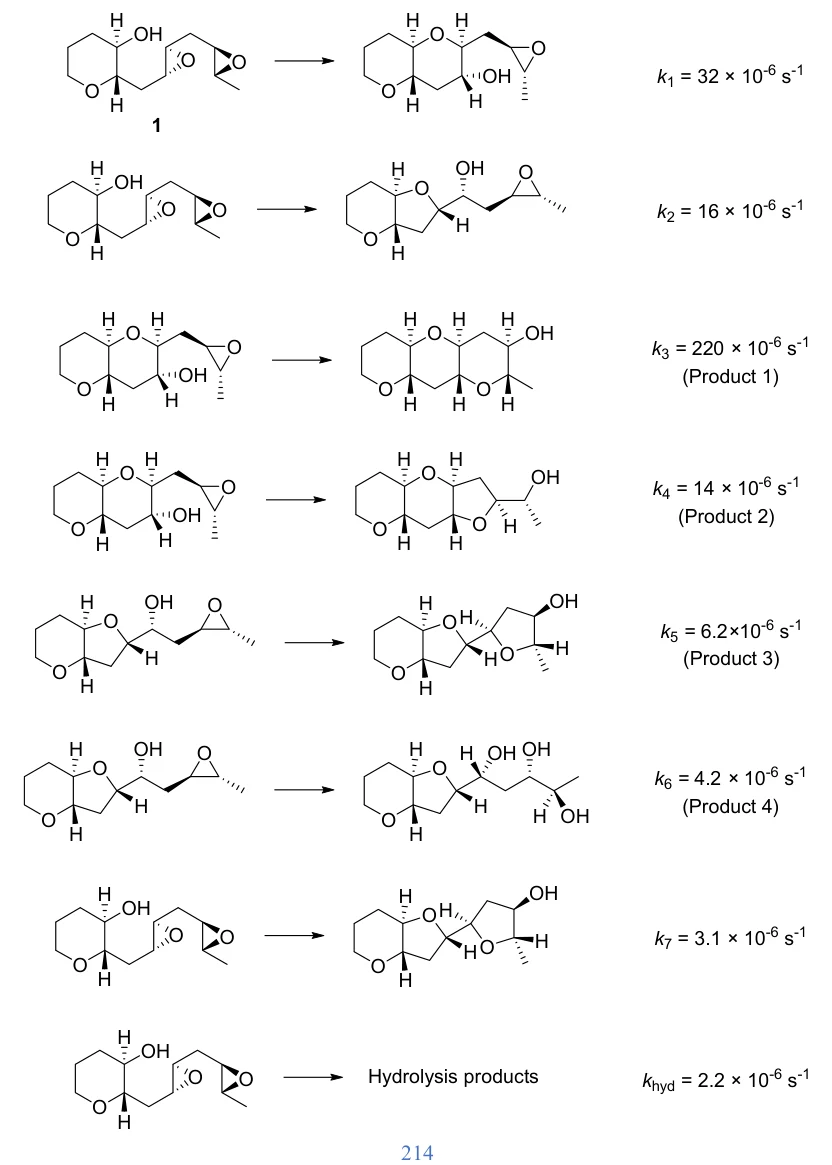 H H H
OH O O
k1 = 32 × 10-6 s-1
O O OH
O O
H H H
1
H H OH O
OH O
k2 = 16 × 10-6 s-1
O O H
O O
H H
H H H H H
O O O OH
k3 = 220 × 10-6 s-1
(Product 1)
O OH O O
H H H H H
H H H H
O O O OH
k4 = 14 × 10-6 s-1
(Product 2)
O OH O O H
H H H H
H OH O H H OH
O O
k5 = 6.2×10-6 s-1
(Product 3)
O H O H O H
H H
H OH O H H OH OH
O O
k6 = 4.2 × 10-6 s-1
(Product 4)
O H O H H OH
H H
H H OH
OH O H
k7 = 3.1 × 10-6 s-1
O O O H O H
O
H H
H
OH
O O
Hydrolysis products
khyd = 2.2 × 10-6 s-1
O
H
214